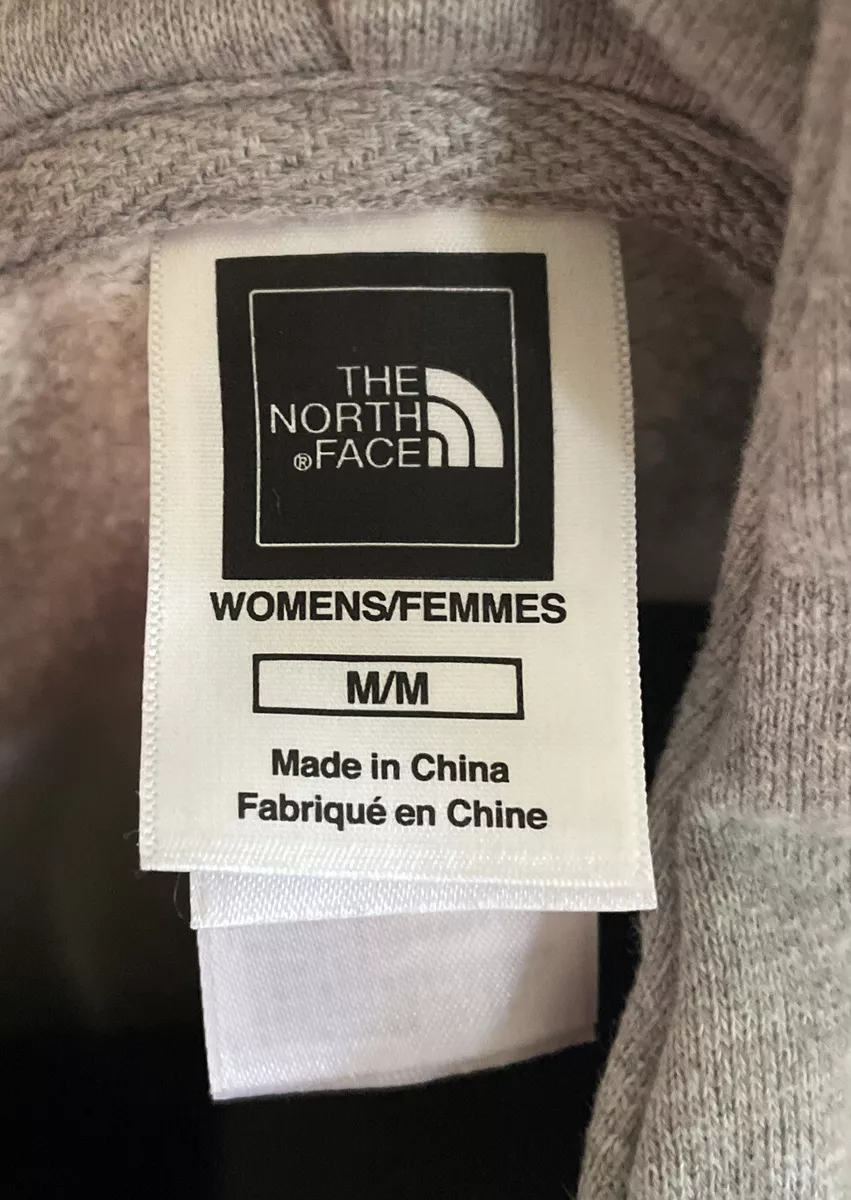 THE
NORTH
®FACE
WOMENS/FEMMES
M/M
Made in China
Fabriqué en Chine